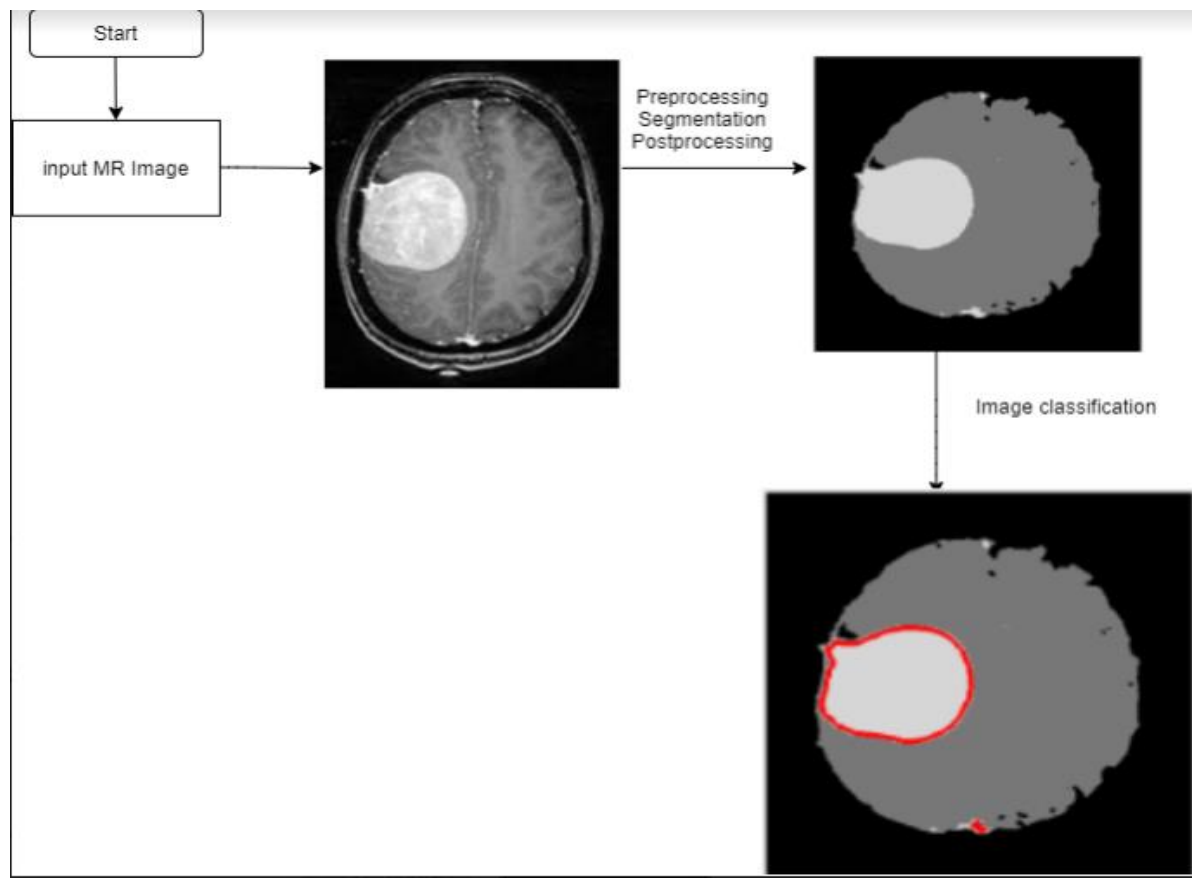 Start
input MR Image
Preprocessing
Segmentation
Postprocessing
Image classification